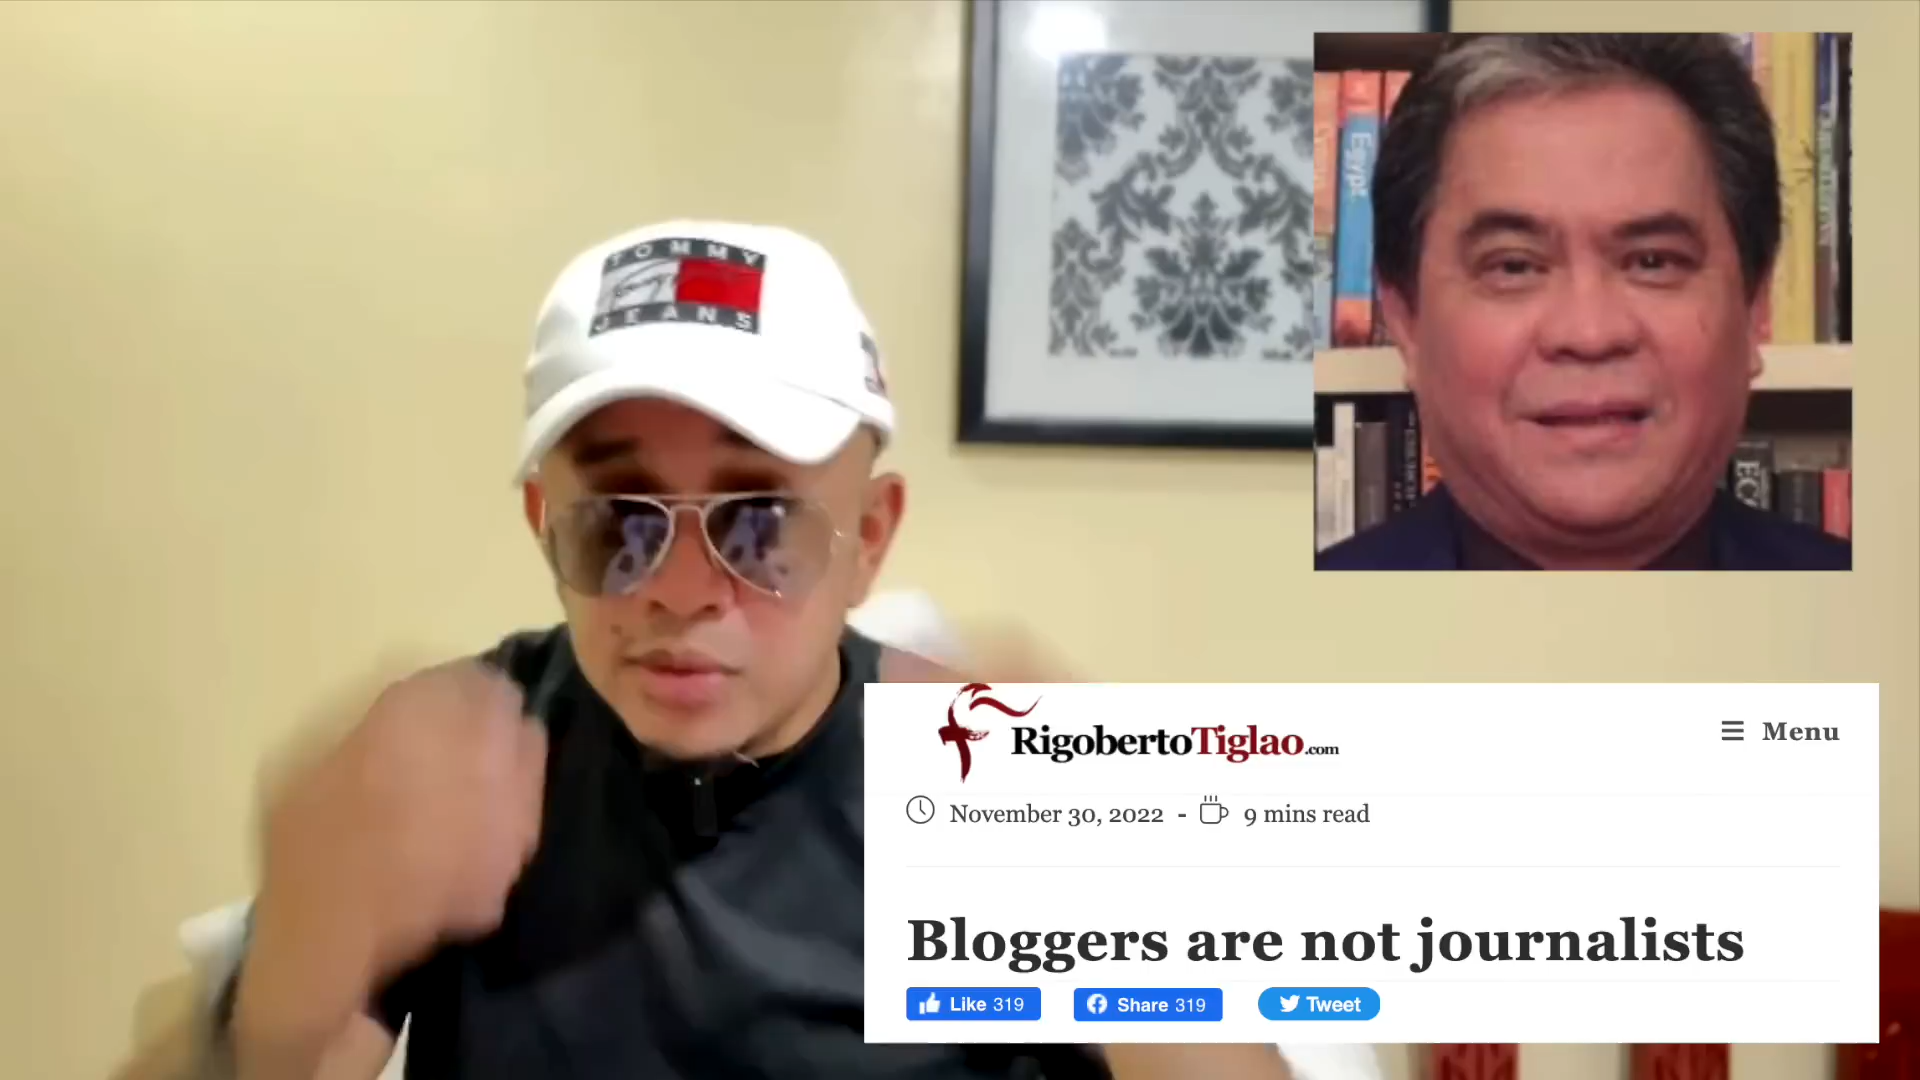 TOMMY
JEANS
Egypt
RigobertoTiglao.com
Menu
November 30, 2022 - 9 mins read
Bloggers are not journalists
Like 319
Share 319
Tweet